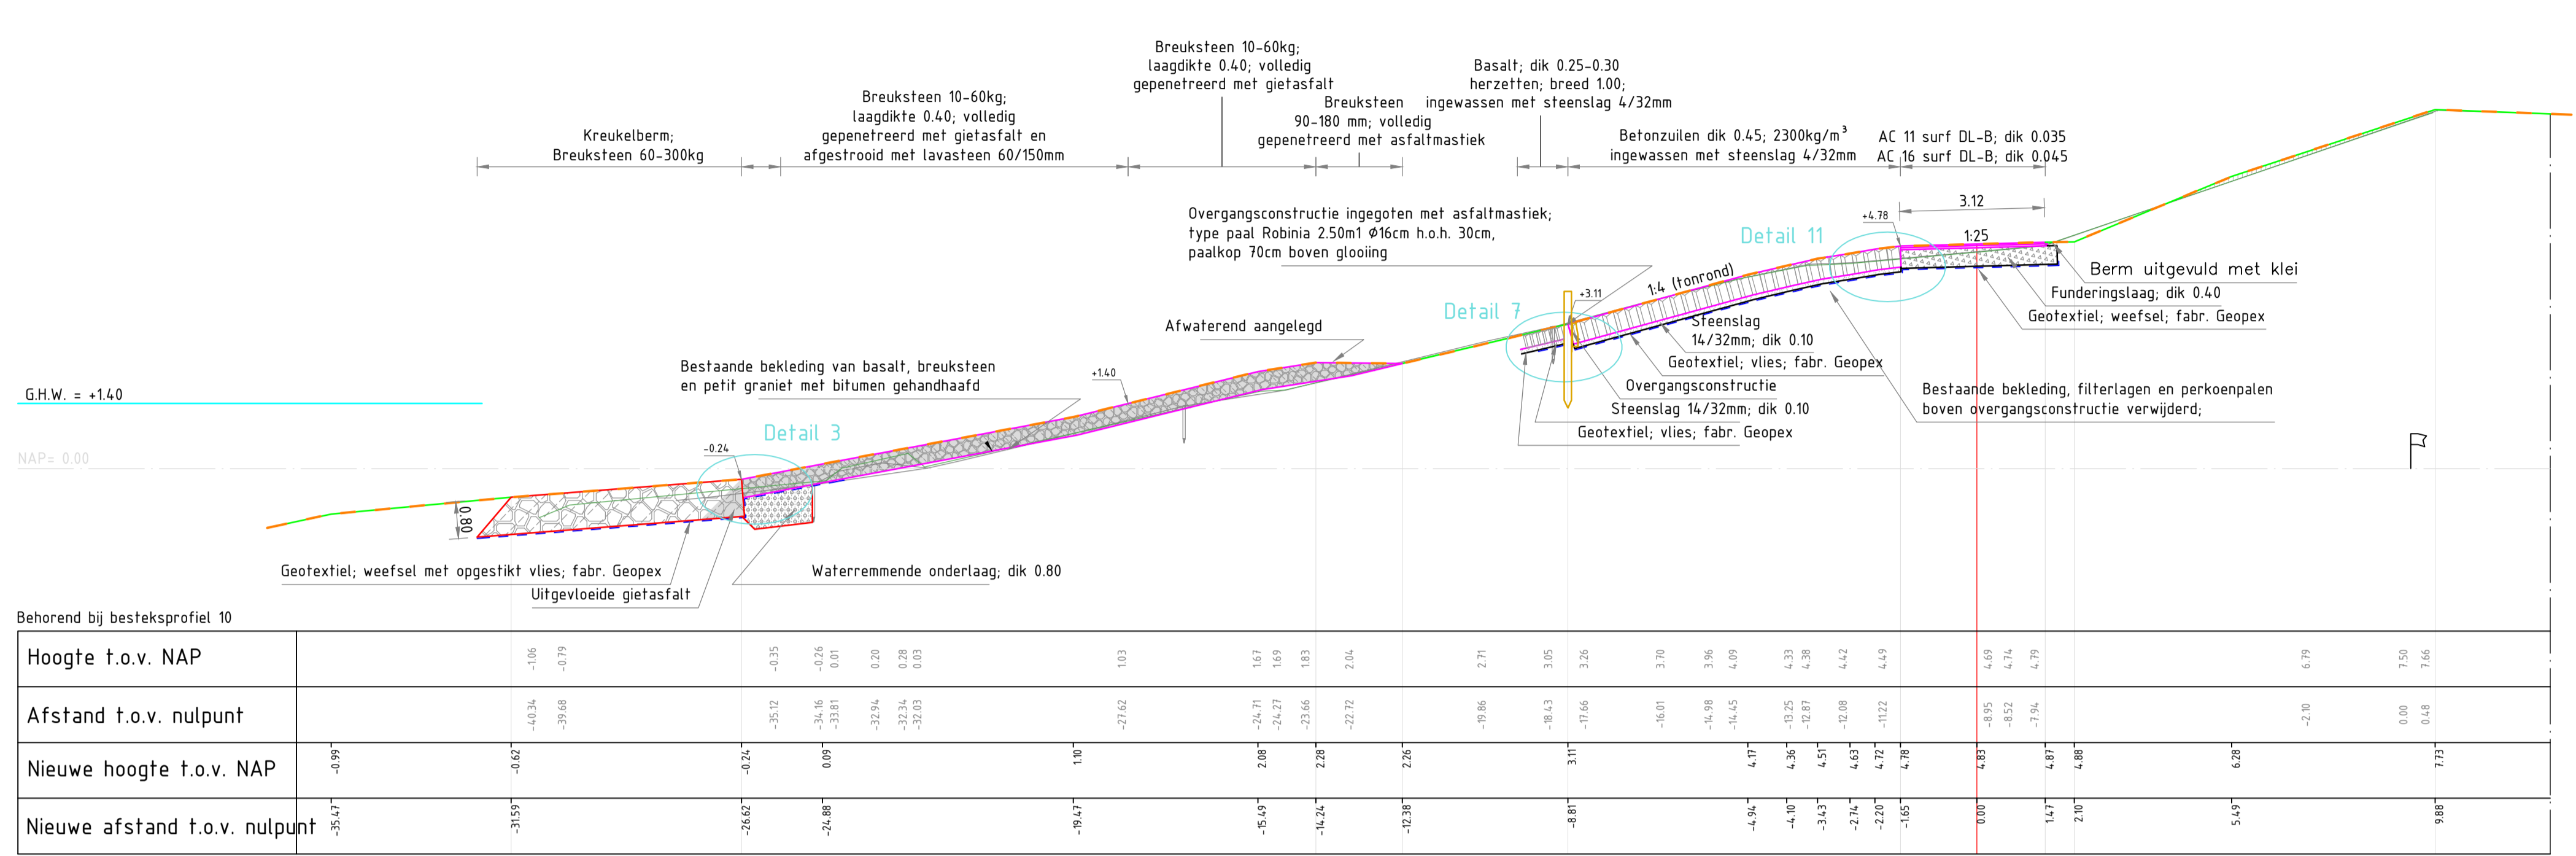 Breuksteen 10-60kg;
laagdikte 0.40; volledig
gepenetreerd met gietasfalt
Basalt; dik 0.25-0.30
herzetten; breed 1.00;
ingewassen met steenslag 4/32mm
Breuksteen 10-60kg;
laagdikte 0.40; volledig
gepenetreerd met gietasfalt en
afgestrooid met lavasteen 60/150mm
Breuksteen
90-180 mm; volledig
gepenetreerd met asfaltmastiek
Kreukelberm;
Breuksteen 60-300kg
Betonzuilen dik 0.45; 2300kg/m³
ingewassen met steenslag 4/32mm
AC 11 surf DL-B; dik 0.035
AC 16 surf DL-B; dik 0.045
3.12
Overgangsconstructie ingegoten met asfaltmastiek;
type paal Robinia 2.50m1 Ø16cm h.o.h. 30cm,
paalkop 70cm boven glooiing
+4.78
Detail 11
1:25
1:4 (tonrond)
Berm uitgevuld met klei
Funderingslaag; dik 0.40
Geotextiel; weefsel; fabr. Geopex
+3.11
Detail 7
Afwaterend aangelegd
Steenslag
14/32mm; dik 0.10
Geotextiel; vlies; fabr. Geopex
Overgangsconstructie
Steenslag 14/32mm; dik 0.10
Geotextiel; vlies; fabr. Geopex
Bestaande bekleding, filterlagen en perkoenpalen
boven overgangsconstructie verwijderd;
Bestaande bekleding van basalt, breuksteen
en petit graniet met bitumen gehandhaafd
+1.40
G.H.W. = +1.40
Detail 3
-0.24
NAP= 0.00
0.80
Geotextiel; weefsel met opgestikt vlies; fabr. Geopex
Uitgevloeide gietasfalt
Waterremmende onderlaag; dik 0.80
Behorend bij besteksprofiel 10
Hoogte t.o.v. NAP -1.06 -0.79 -0.35 -0.26 0.01 0.20 0.28 0.03 1.03 1.67 1.69 1.83 2.04 2.71 3.05 3.26 3.70 3.96 4.09 4.33 4.38 4.42 4.49 4.69 4.74 4.79 6.79 7.50 7.66
Afstand t.o.v. nulpunt -40.34 -39.68 -35.12 -34.16 -33.81 -32.94 -32.34 -32.03 -27.62 -24.71 -24.27 -23.66 -22.72 -19.86 -18.43 -17.66 -16.01 -14.98 -14.45 -13.25 -12.87 -12.08 -11.22 -8.95 -8.52 -7.94 -2.10 0.00 0.48
Nieuwe hoogte t.o.v. NAP -0.99 -0.62 -0.24 0.09 1.10 2.08 2.28 2.26 3.11 4.17 4.36 4.51 4.63 4.72 4.78 4.83 4.87 4.88 6.28 7.73
Nieuwe afstand t.o.v. nulpunt -35.47 -31.59 -26.62 -24.88 -19.47 -15.49 -14.24 -12.38 -8.81 -4.94 -4.10 -3.43 -2.74 -2.20 -1.65 0.00 1.47 2.10 5.49 9.88